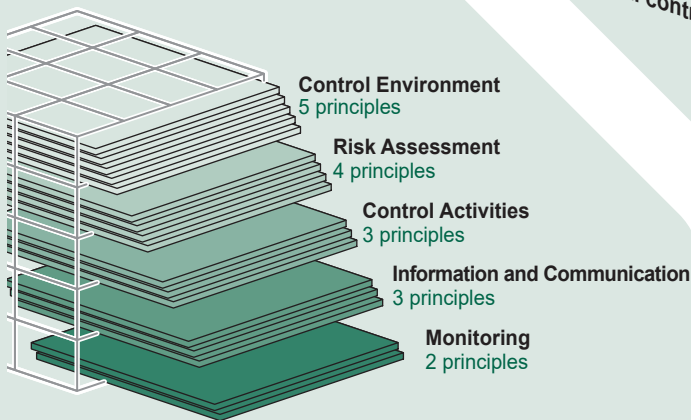 contr
Control Environment
5 principles
Risk Assessment
4 principles
Control Activities
3 principles
Information and Communication
3 principles
Monitoring
2 principles